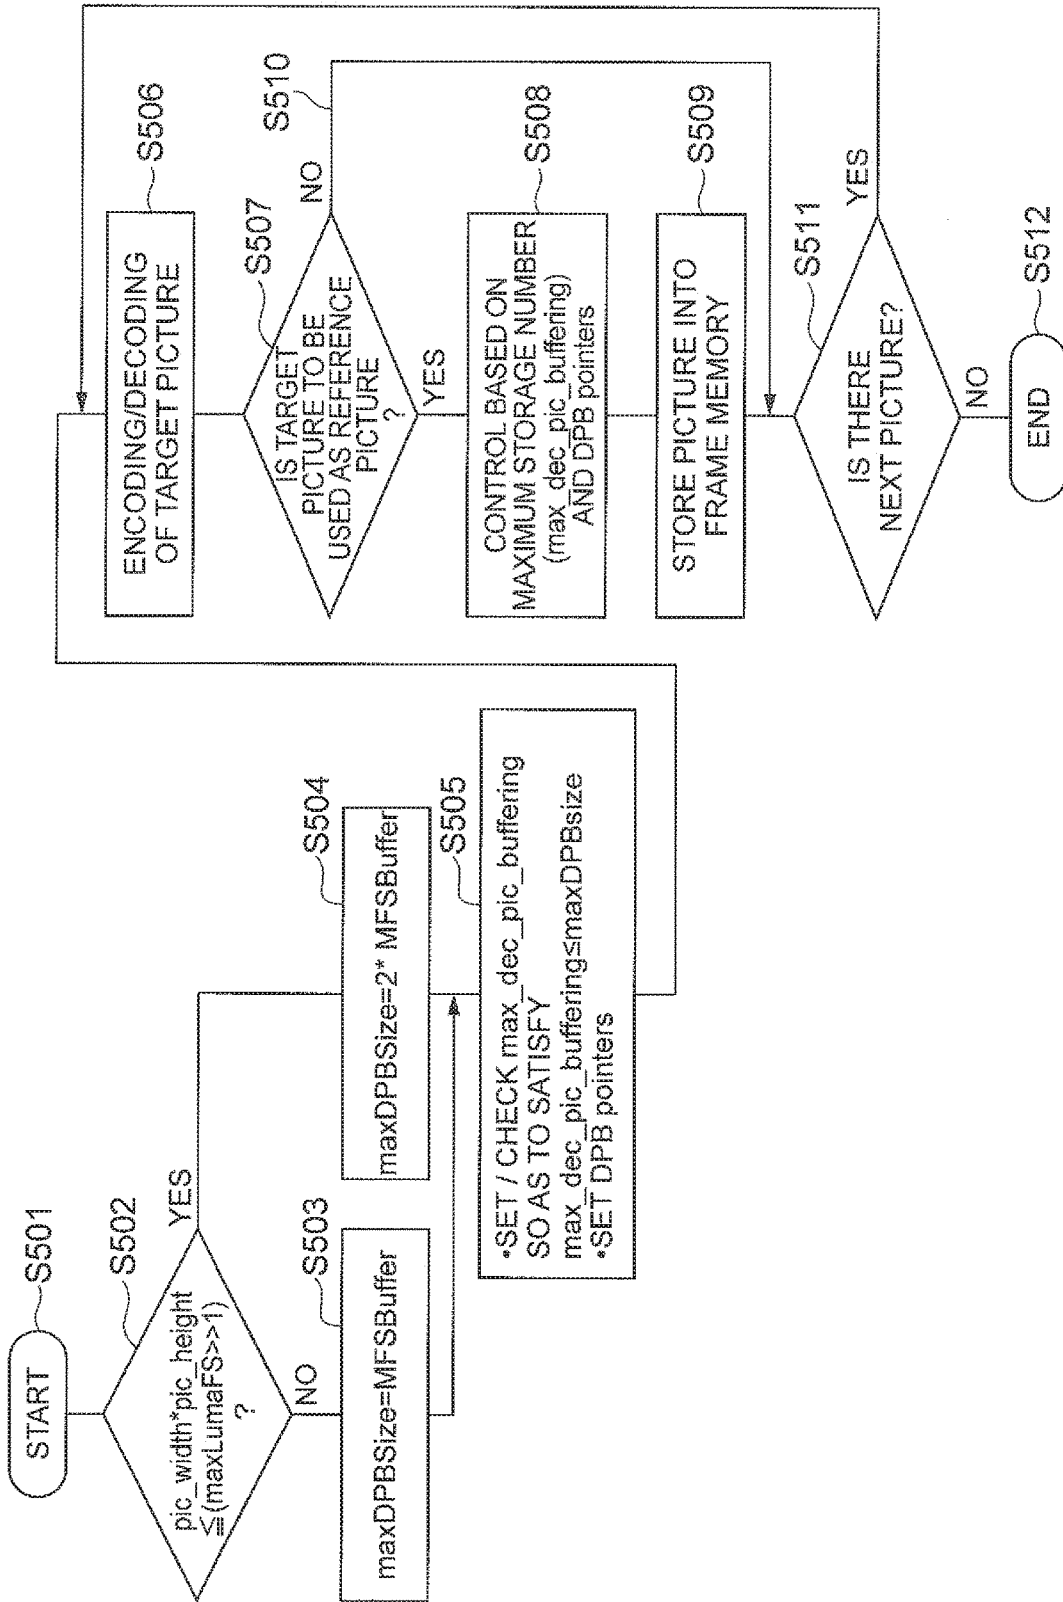 START
S501
pic_width*pic_height
≦(maxLumaFS>>1)
?
S502
YES
NO
maxDPBSize=MFSBuffer
S503
maxDPBSize=2* MFSBuffer
S504
•SET / CHECK max_dec_pic_buffering
SO AS TO SATISFY
max_dec_pic_buffering≤maxDPBsize
•SET DPB pointers
S505
ENCODING/DECODING
OF TARGET PICTURE
S506
IS TARGET
PICTURE TO BE
USED AS REFERENCE
PICTURE
?
S507
NO
S510
YES
CONTROL BASED ON
MAXIMUM STORAGE NUMBER
(max_dec_pic_buffering)
AND DPB pointers
S508
STORE PICTURE INTO
FRAME MEMORY
S509
IS THERE
NEXT PICTURE?
S511
YES
NO
END
S512